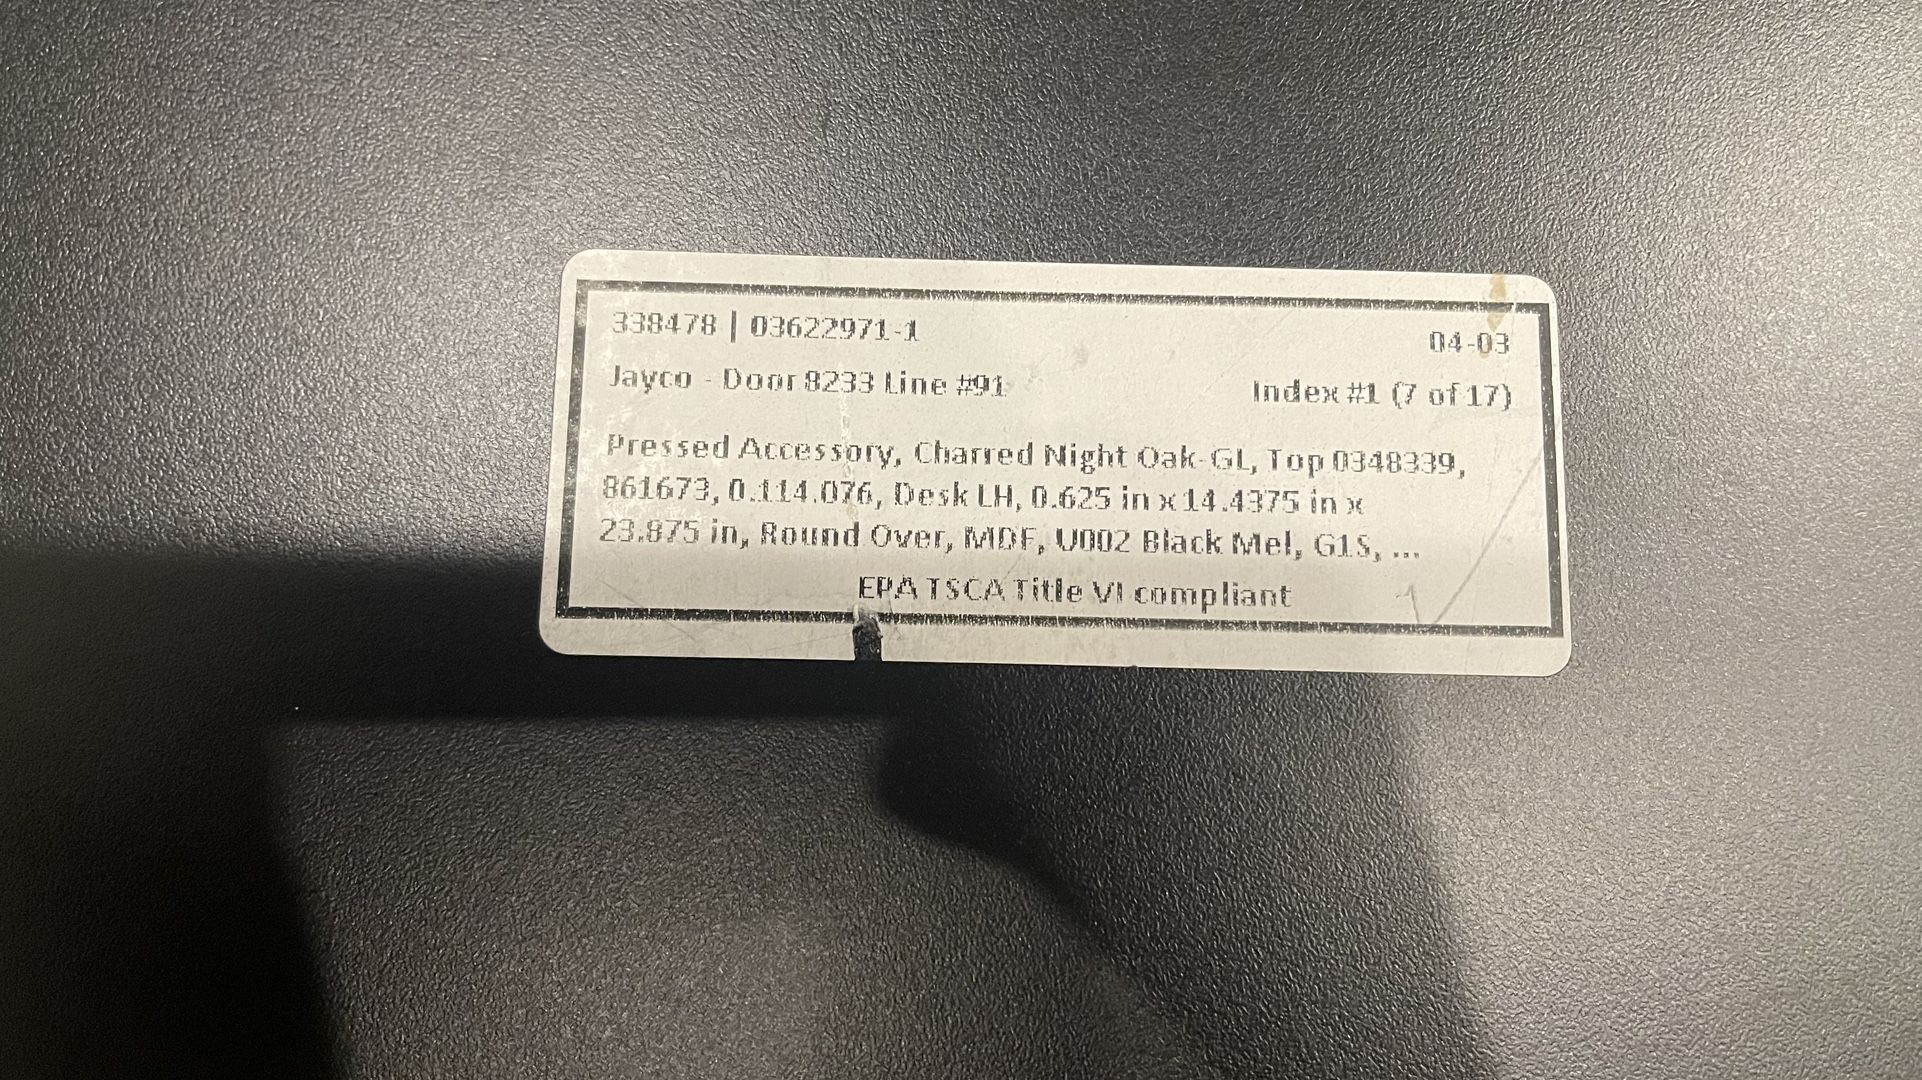 338478 | 03622971-1
04-03
Jayco - Door 8233 Line #91
Index #1 (7 of 17)
Pressed Accessory, Charred Night Oak-GL, Top 0348339,
861673, 0.114.076, Desk LH, 0.625 in x 14.4375 in x
23.875 in, Round Over, MDF, U002 Black Mel, G1S, ...
EPA TSCA Title VI compliant